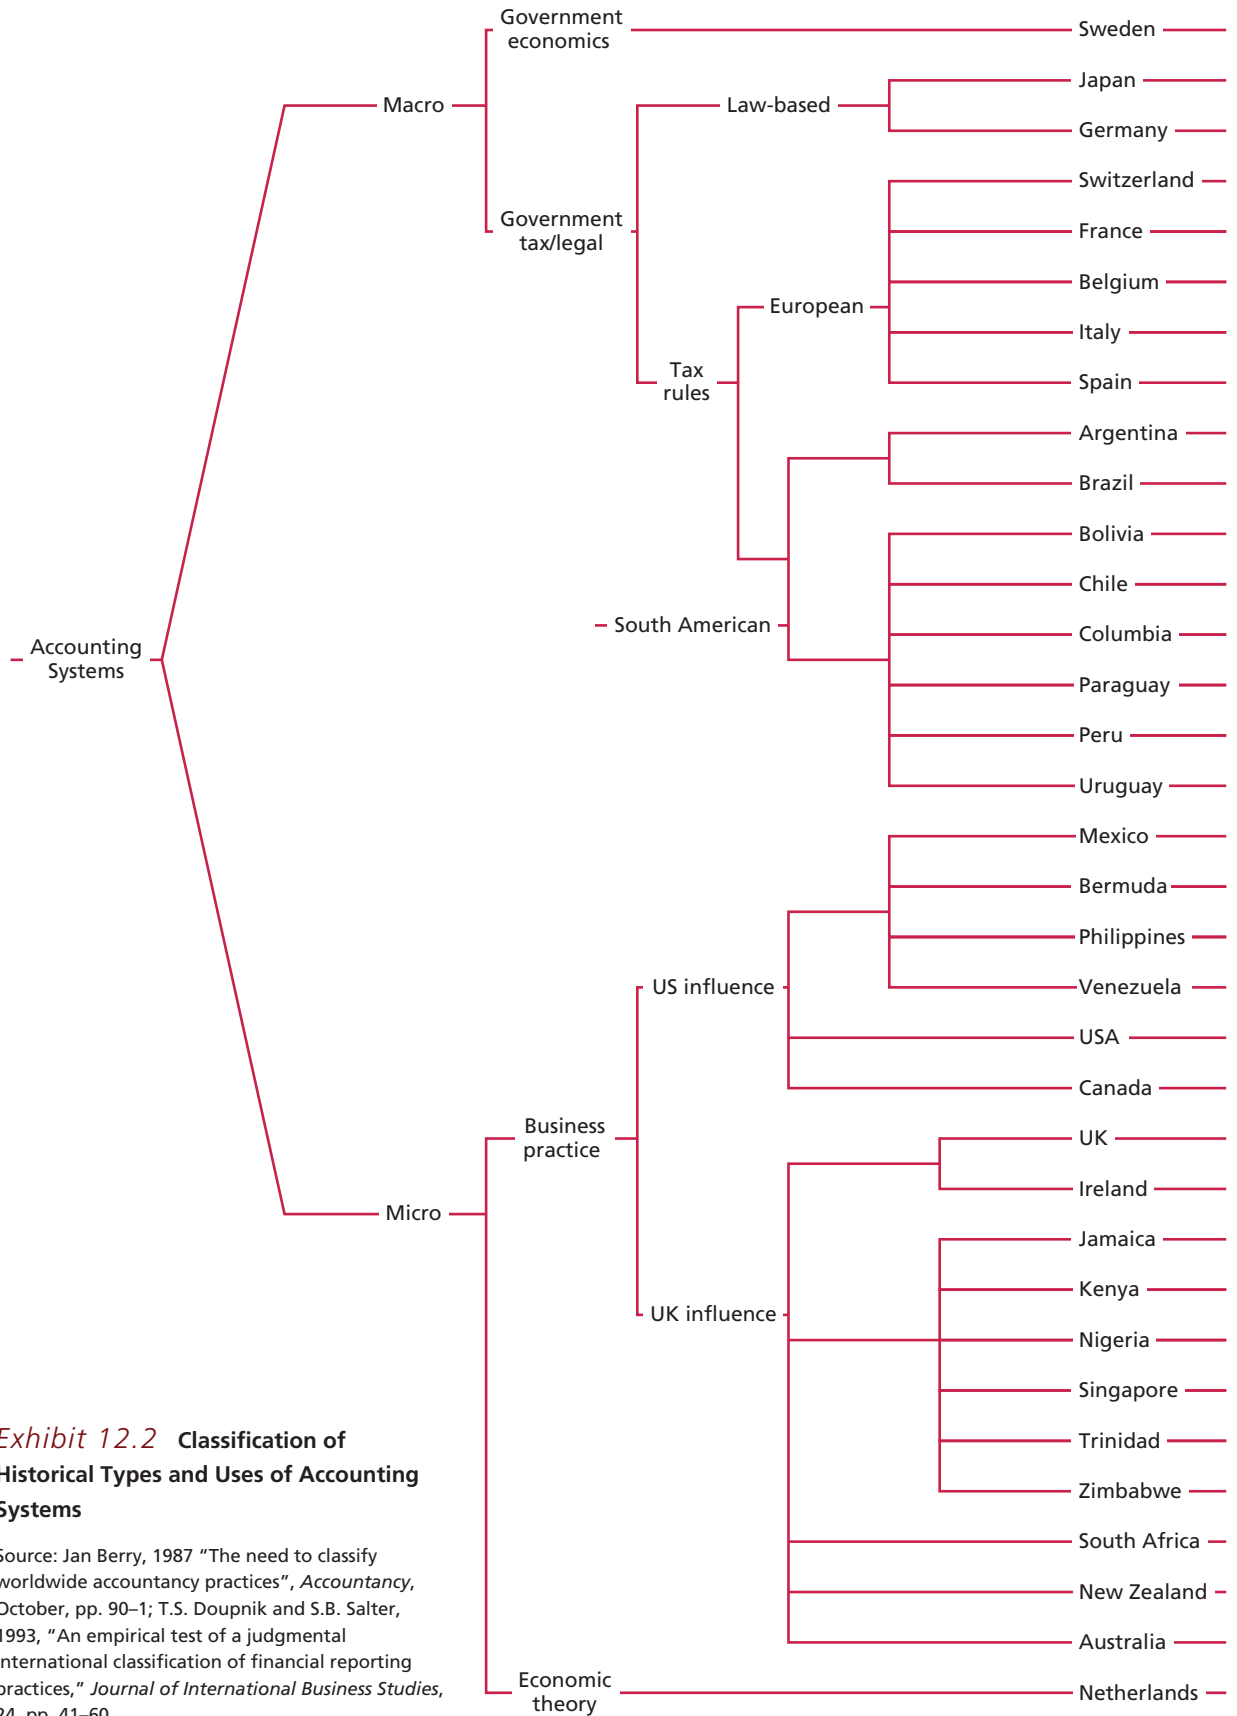 Government
economics
Sweden
Japan
Macro
Law-based
Germany
Switzerland
Government
tax/legal
France
Belgium
European
Italy
Tax
rules
Spain
Argentina
Brazil
Bolivia
Chile
South American
Columbia
Accounting
Systems
Paraguay
Peru
Uruguay
Mexico
Bermuda
Philippines
US influence
Venezuela
USA
Canada
Business
practice
UK
Ireland
Micro
Jamaica
Kenya
UK influence
Nigeria
Singapore
Trinidad
Zimbabwe
South Africa
New Zealand
Australia
Economic
theory
Netherlands
Exhibit 12.2 Classification of
Historical Types and Uses of Accounting
Systems
Source: Jan Berry, 1987 “The need to classify
worldwide accountancy practices”, Accountancy,
October, pp. 90–1; T.S. Doupnik and S.B. Salter,
1993, “An empirical test of a judgmental
international classification of financial reporting
practices,” Journal of International Business Studies,
24, pp. 41–60